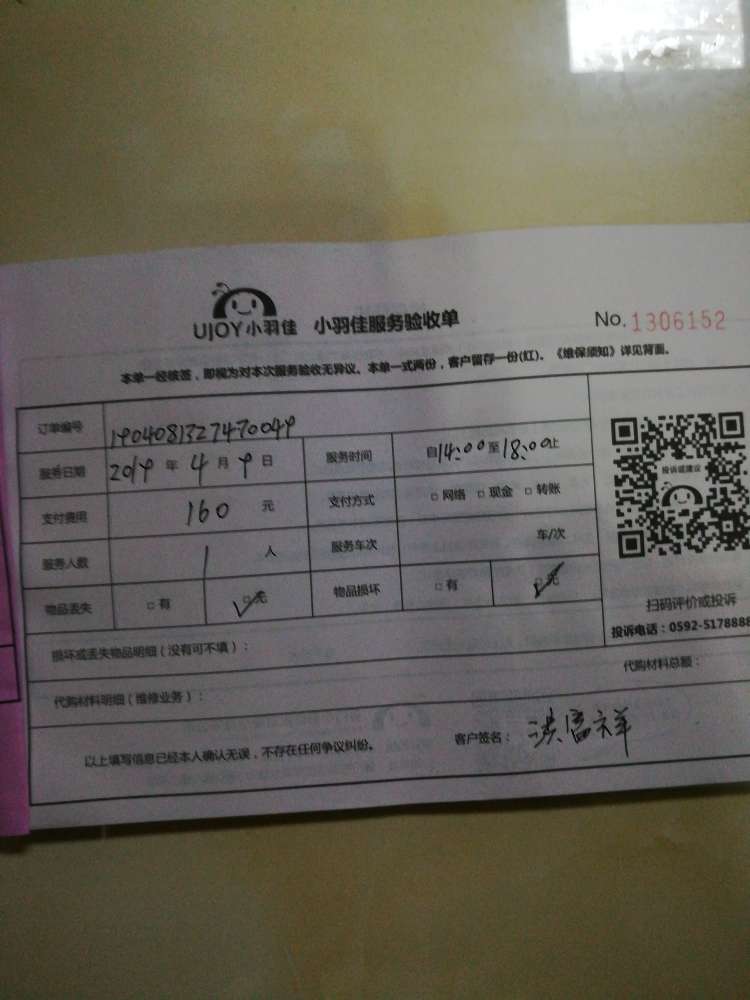 UJOY小羽佳 小羽佳服务验收单 No. 1306152
本单一经核签，即视为对本次服务验收无异议。本单一式两份，客户留存一份(红)。《维保须知》详见背面。
订单编号 1904081327470049
服务日期 2019 年 4 月 9 日 服务时间 自14:00至18:00止
投诉或建议
支付费用 160 元 支付方式 □ 网络 □ 现金 □ 转账
服务人数 1 人 服务车次 车/次
物品丢失 □ 有 □ 无 物品损坏 □ 有 □ 无
扫码评价或投诉
投诉电话：0592-5178888
损坏或丢失物品明细（没有可不填）：
代购材料明细（维修业务）： 代购材料总额：
以上填写信息已经本人确认无误，不存在任何争议纠纷。 客户签名： 洪富祥